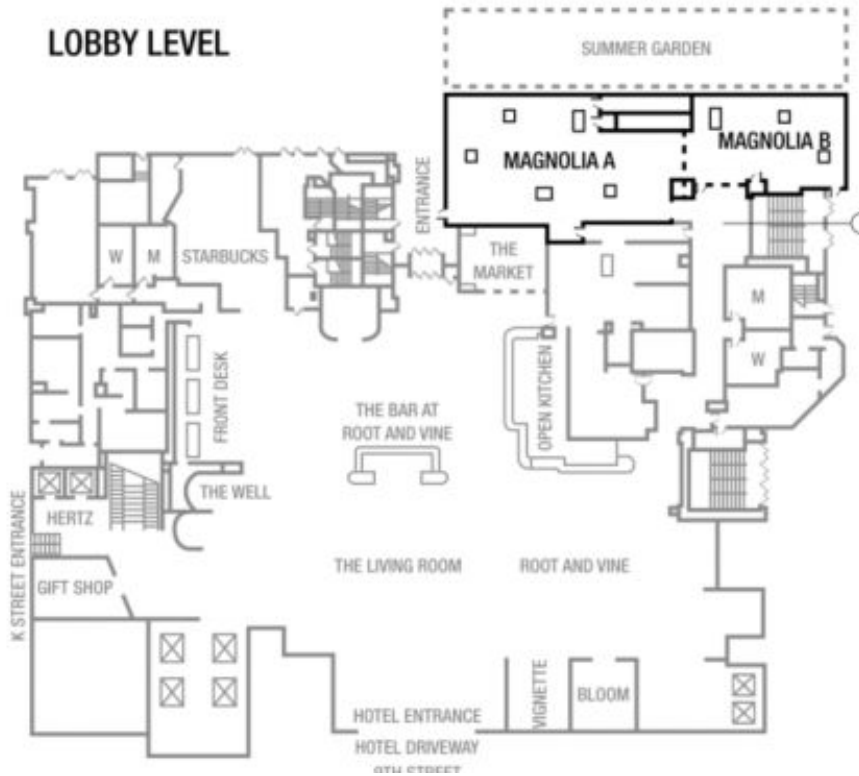 LOBBY LEVEL
SUMMER GARDEN
MAGNOLIA A
MAGNOLIA B
ENTRANCE
W
M
STARBUCKS
THE
MARKET
M
W
FRONT DESK
THE BAR AT
ROOT AND VINE
OPEN KITCHEN
THE WELL
HERTZ
K STREET ENTRANCE
GIFT SHOP
THE LIVING ROOM
ROOT AND VINE
VIGNETTE
BLOOM
HOTEL ENTRANCE
HOTEL DRIVEWAY
9TH STREET